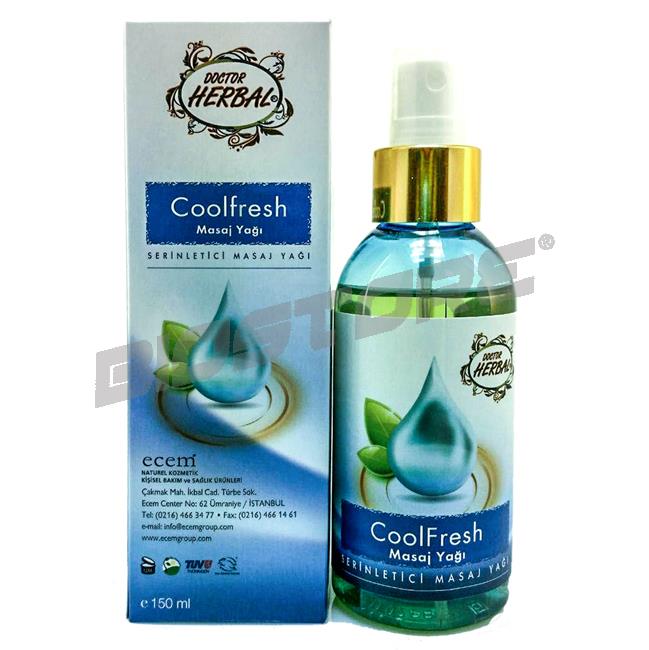 DOCTOR
HERBAL®
Coolfresh
Masaj Yağı
SERİNLETİCİ MASAJ YAĞI
ecem
NATUREL KOZMETİK
KİŞİSEL BAKIM ve SAĞLIK ÜRÜNLERİ
Çakmak Mah. İkbal Cad. Türbe Sok.
Ecem Center No: 62 Ümraniye / İSTANBUL
Tel: (0216) 466 34 77 • Fax: (0216) 466 14 61
e-mail: info@ecemgroup.com
www.ecemgroup.com
TUV
e 150 ml
DOCTOR
HERBAL
CoolFresh
Masaj Yağı
SERİNLETİCİ MASAJ YAĞI
BIOSTORE®